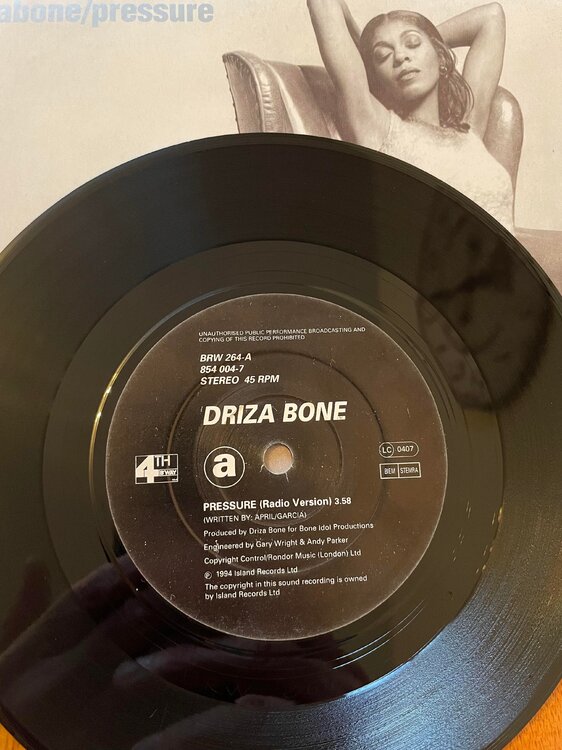 abone/pressure
UNAUTHORISED PUBLIC PERFORMANCE BROADCASTING AND
COPYING OF THIS RECORD PROHIBITED
BRW 264-A
854 004-7
STEREO 45 RPM
DRIZA BONE
4TH
B'WAY
a
LC 0407
BIEM STEMRA
PRESSURE (Radio Version) 3.58
(WRITTEN BY: APRIL/GARCIA)
Produced by Driza Bone for Bone Idol Productions
Engineered by Gary Wright & Andy Parker
Copyright Control/Rondor Music (London) Ltd
℗ 1994 Island Records Ltd
The copyright in this sound recording is owned
by Island Records Ltd